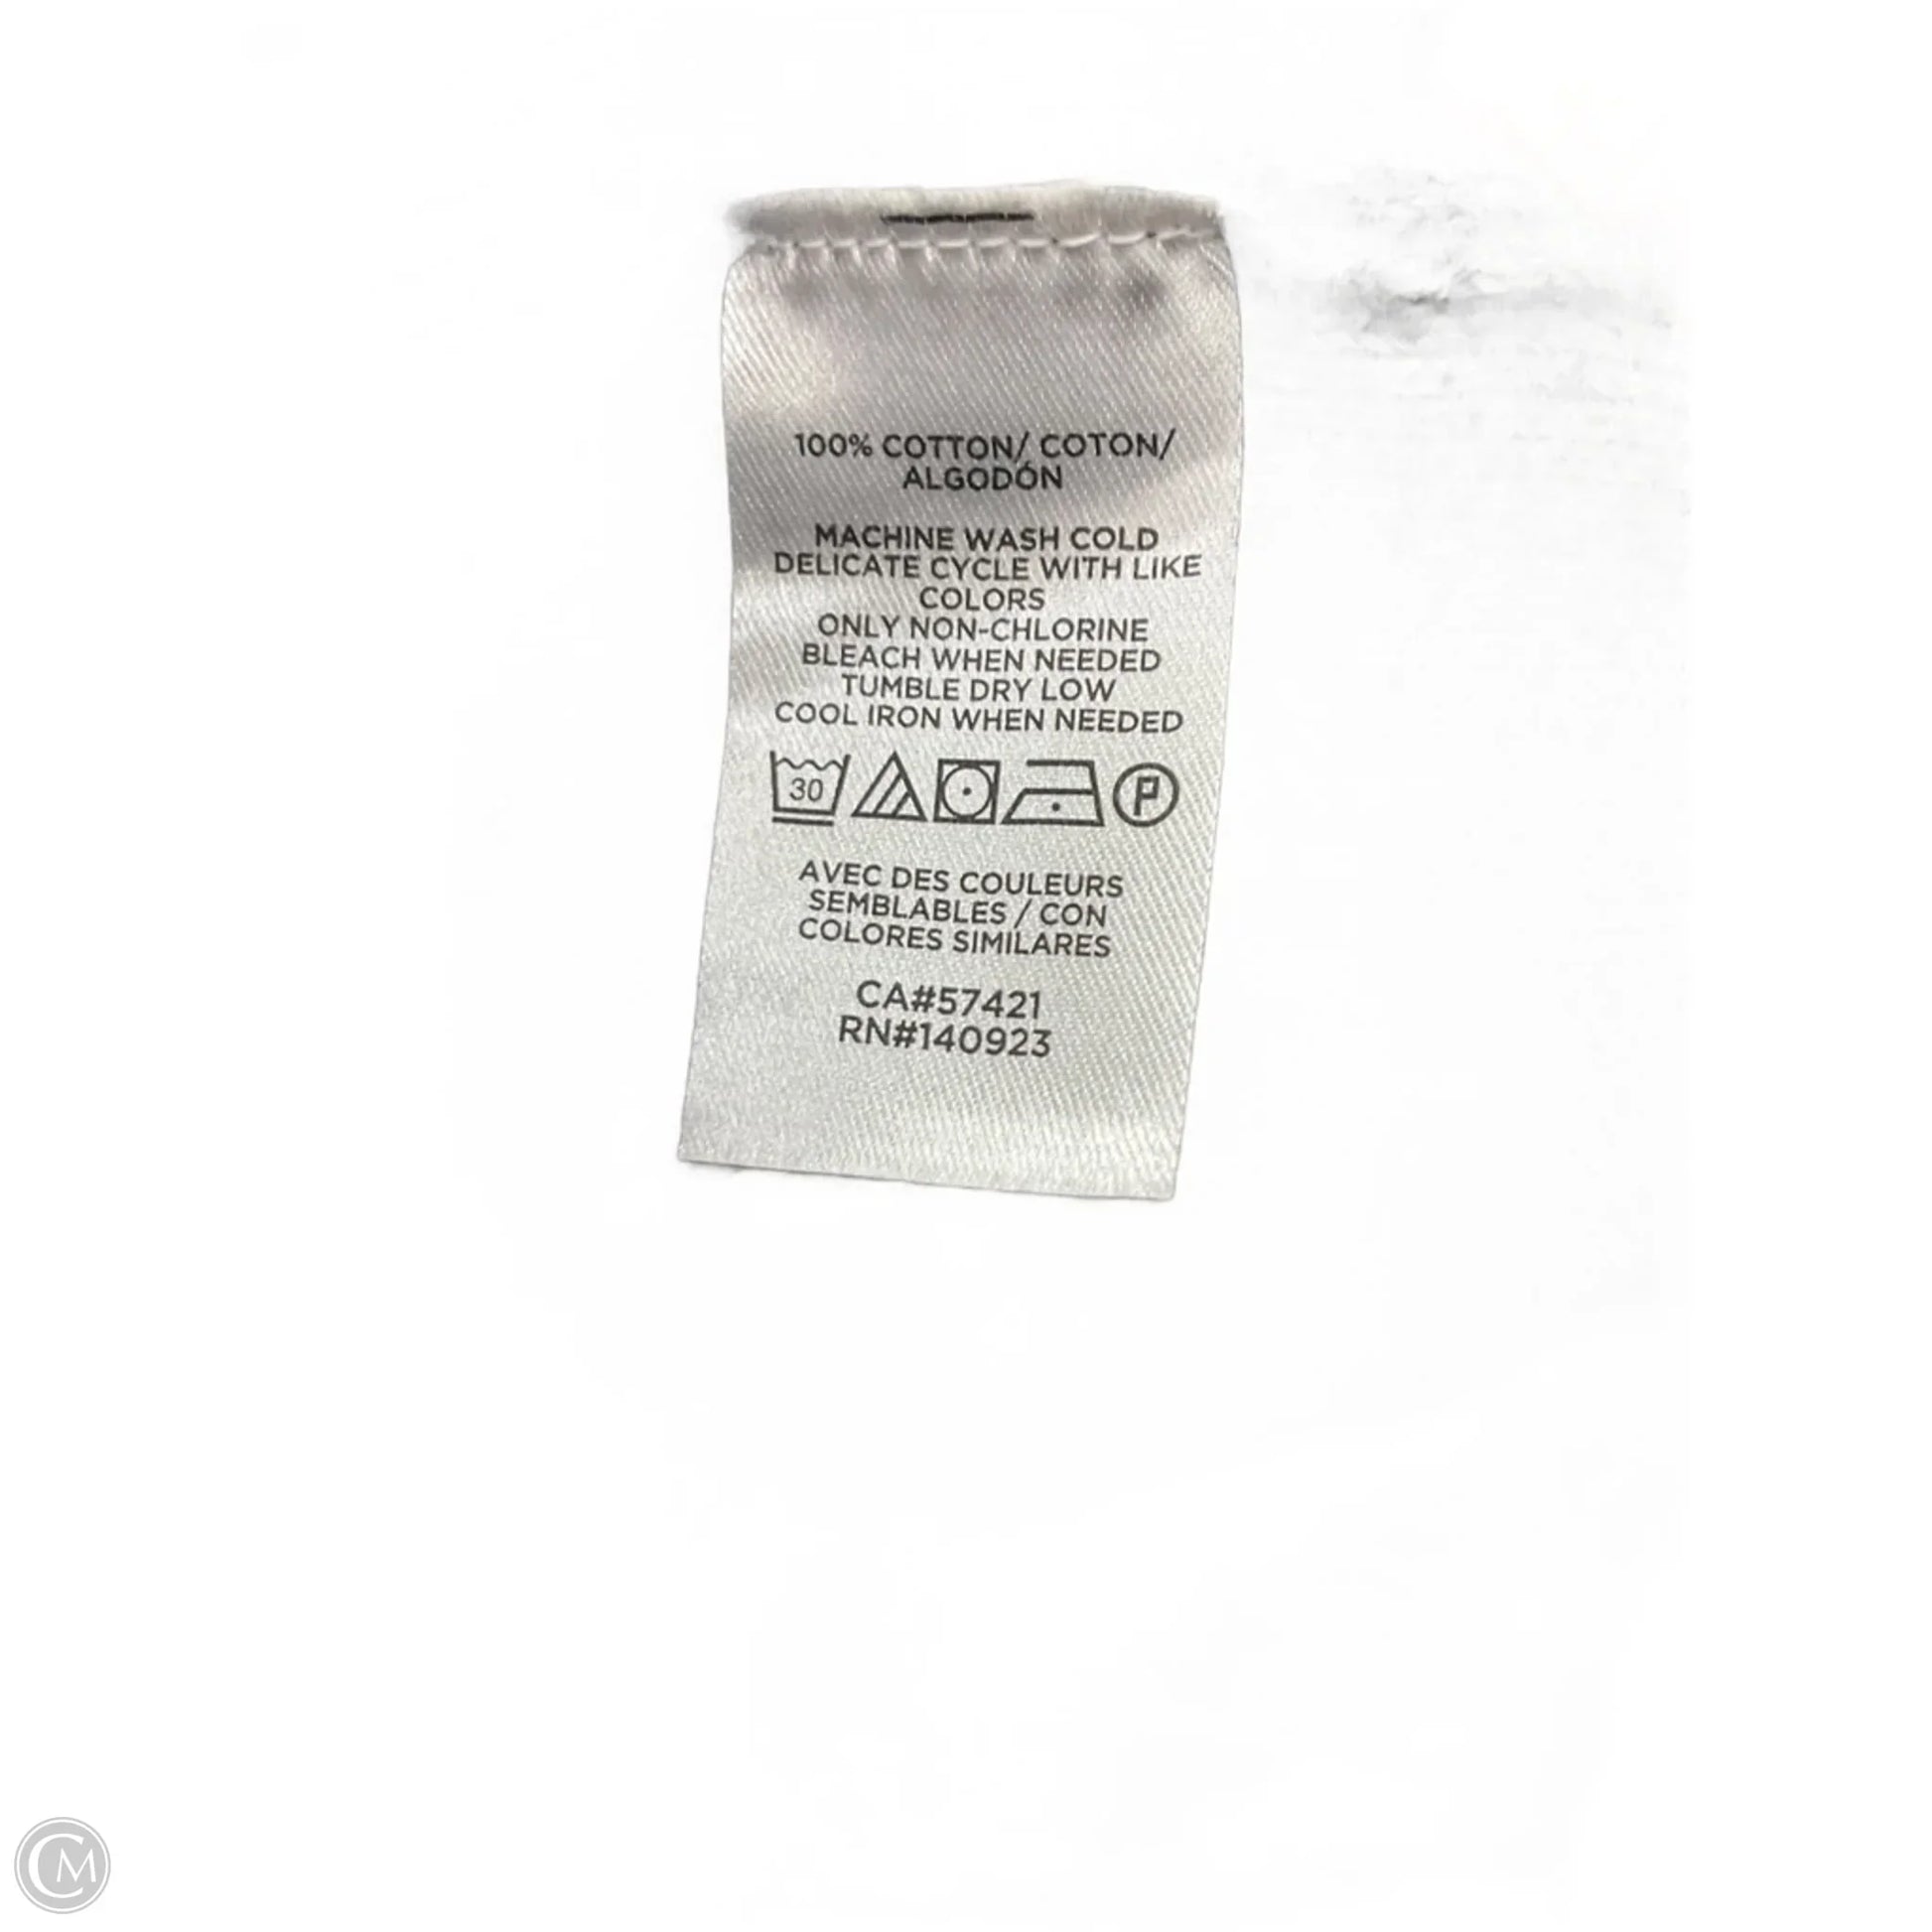 100% COTTON/ COTON/
ALGODÓN
MACHINE WASH COLD
DELICATE CYCLE WITH LIKE
COLORS
ONLY NON-CHLORINE
BLEACH WHEN NEEDED
TUMBLE DRY LOW
COOL IRON WHEN NEEDED
30 P
AVEC DES COULEURS
SEMBLABLES / CON
COLORES SIMILARES
CA#57421
RN#140923
CM